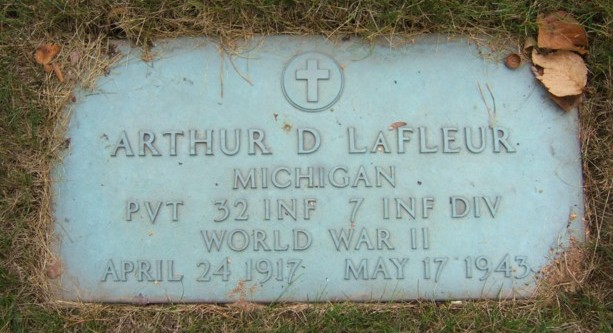 ARTHUR D LAFLEUR
MICHIGAN
PVT 32 INF 7 INF DIV
WORLD WAR II
APRIL 24 1917 MAY 17 1943